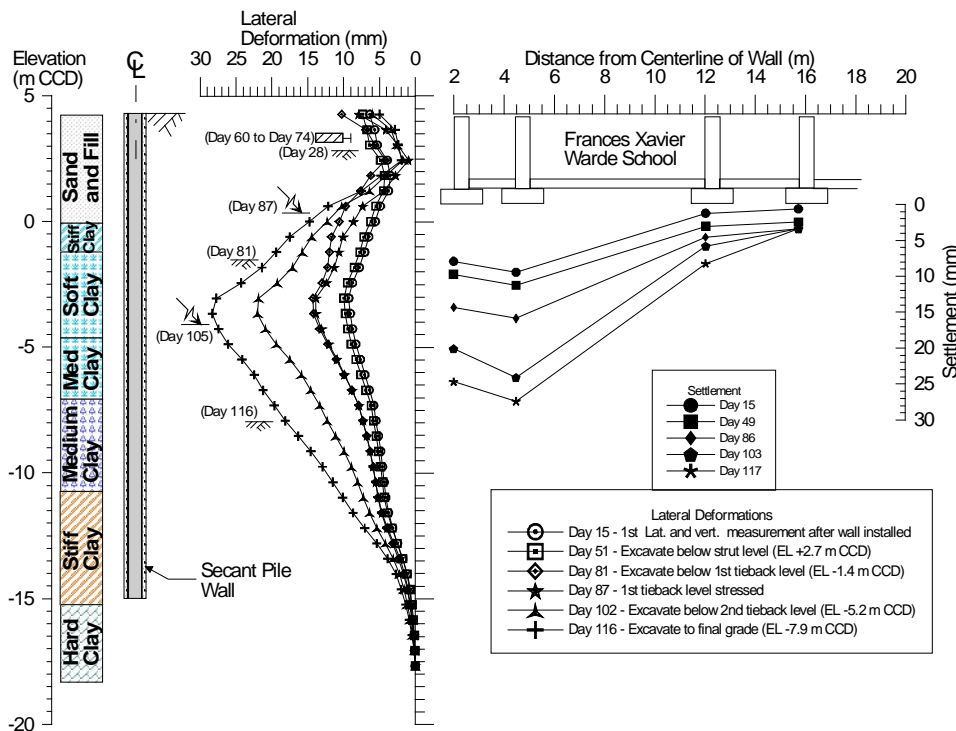 Lateral
Deformation (mm)
Elevation
(m CCD)
℄
30 25 20 15 10 5 0
Distance from Centerline of Wall (m)
2 4 6 8 10 12 14 16 18 20
5
0
-5
-10
-15
-20
Sand
and Fill
Stiff
Clay
Soft
Clay
Med
Clay
Medium
Clay
Stiff
Clay
Hard
Clay
(Day 60 to Day 74)
(Day 28)
(Day 87)
(Day 81)
(Day 105)
(Day 116)
Secant Pile
Wall
Frances Xavier
Warde School
0
5
10
15
20
25
30
Settlement (mm)
Settlement
Day 15
Day 49
Day 86
Day 103
Day 117
Lateral Deformations
Day 15 - 1st Lat. and vert. measurement after wall installed
Day 51 - Excavate below strut level (EL +2.7 m CCD)
Day 81 - Excavate below 1st tieback level (EL -1.4 m CCD)
Day 87 - 1st tieback level stressed
Day 102 - Excavate below 2nd tieback level (EL -5.2 m CCD)
Day 116 - Excavate to final grade (EL -7.9 m CCD)